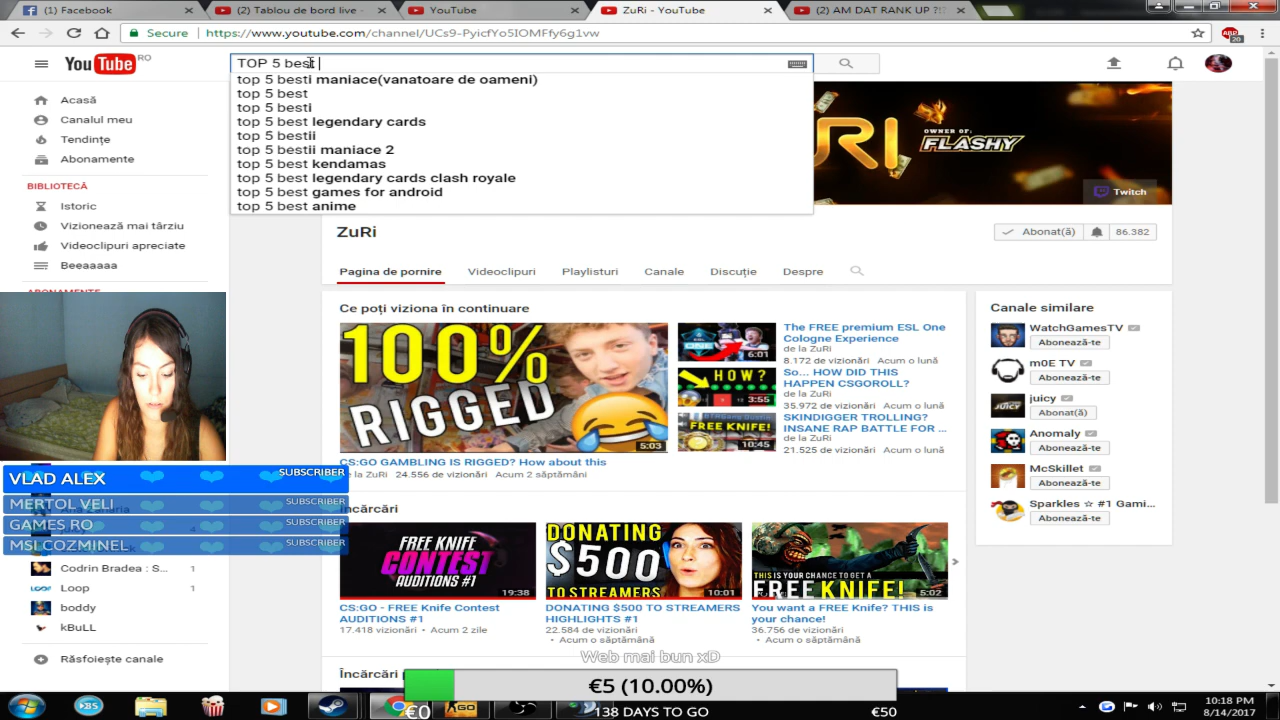 (1) Facebook
(2) Tablou de bord live -
YouTube
ZuRi - YouTube
(2) AM DAT RANK UP ?!?
Secure
https://www.youtube.com/channel/UCs9-PyicfYo5IOMFfy6g1vw
20
YouTube RO
TOP 5 best
top 5 besti maniace(vanatoare de oameni)
top 5 best
top 5 besti
top 5 best legendary cards
top 5 bestii
top 5 bestii maniace 2
top 5 best kendamas
top 5 best legendary cards clash royale
top 5 best games for android
top 5 best anime
Acasă
Canalul meu
Tendințe
Abonamente
BIBLIOTECĂ
Istoric
Vizionează mai târziu
Videoclipuri apreciate
Beeaaaaa
ABONAMENTE
RI
OWNER OF:
FLASHY
Twitch
ZuRi
Abonat(ă)
86.382
Pagina de pornire
Videoclipuri
Playlisturi
Canale
Discuție
Despre
Ce poți viziona în continuare
100%
RIGGED
5:03
CS:GO GAMBLING IS RIGGED? How about this
de la ZuRi 24.556 de vizionări Acum 2 săptămâni
6:01
The FREE premium ESL One
Cologne Experience
de la ZuRi
8.172 de vizionări Acum o lună
HOW?
3:55
So... HOW DID THIS
HAPPEN CSGOROLL?
35.972 de vizionări Acum o lună
FREE KNIFE!
10:45
SKINDIGGER TROLLING?
INSANE RAP BATTLE FOR ...
21.525 de vizionări Acum o lună
Canale similare
WatchGamesTV
Abonează-te
m0E TV
Abonează-te
juicy
Abonat(ă)
Anomaly
Abonează-te
McSkillet
Abonează-te
Sparkles ☆ #1 Gami...
Abonează-te
VLAD ALEX
SUBSCRIBER
MERTOL VELI
SUBSCRIBER
GAMES RO
SUBSCRIBER
MSI COZMINEL
SUBSCRIBER
Codrin Bradea : S...
1
Loop
1
boddy
kBuLL
Răsfoiește canale
Încărcări
FREE KNIFE
CONTEST
AUDITIONS #1
19:38
CS:GO - FREE Knife Contest
AUDITIONS #1
17.418 vizionări • Acum 2 zile
DONATING
$500
TO STREAMERS
10:01
DONATING $500 TO STREAMERS
HIGHLIGHTS #1
22.584 de vizionări
• Acum o săptămână
THIS IS YOUR CHANCE TO GET A
FREE KNIFE!
5:02
You want a FREE Knife? THIS is
your chance!
36.756 de vizionări
• Acum o săptămână
Încărcări
Web mai bun xD
€5 (10.00%)
€0
138 DAYS TO GO
€50
GO
10:18 PM
8/14/2017